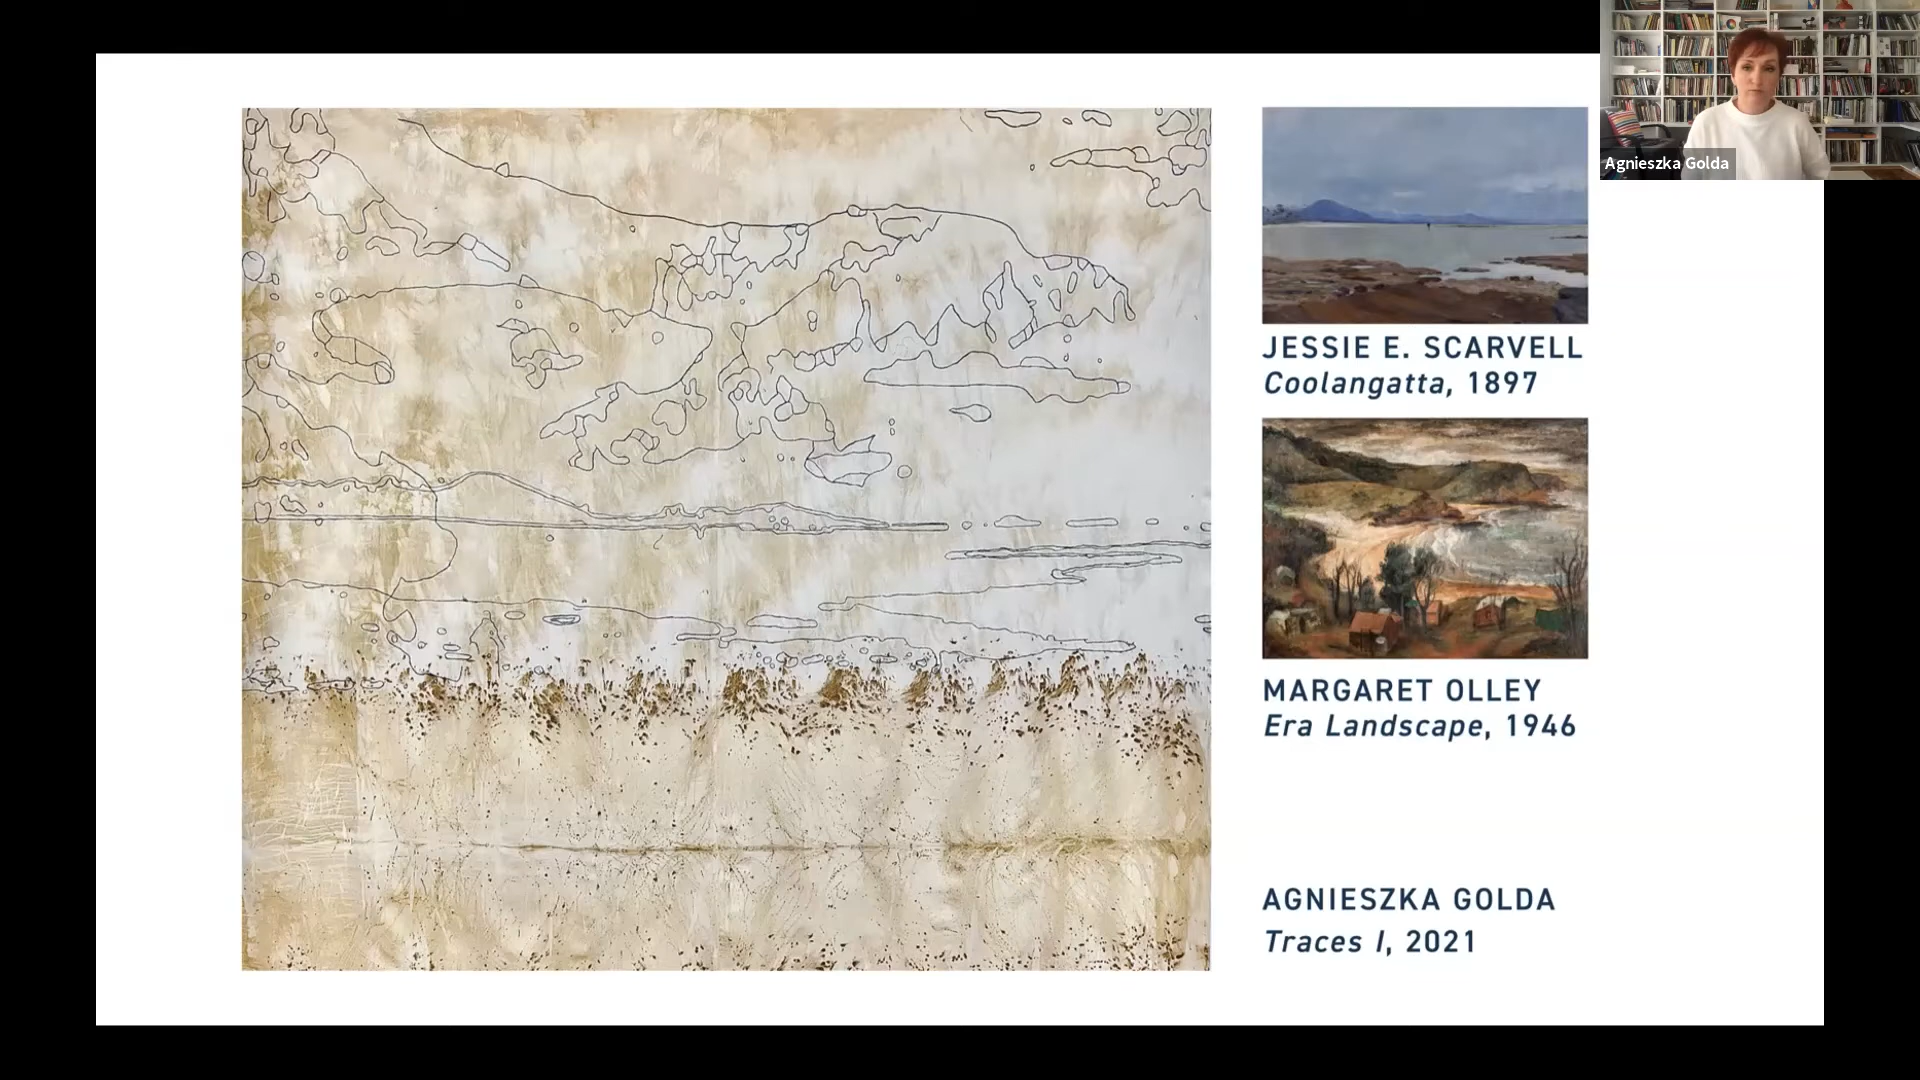 Agnieszka Golda
JESSIE E. SCARVELL
Coolangatta, 1897
MARGARET OLLEY
Era Landscape, 1946
AGNIESZKA GOLDA
Traces I, 2021